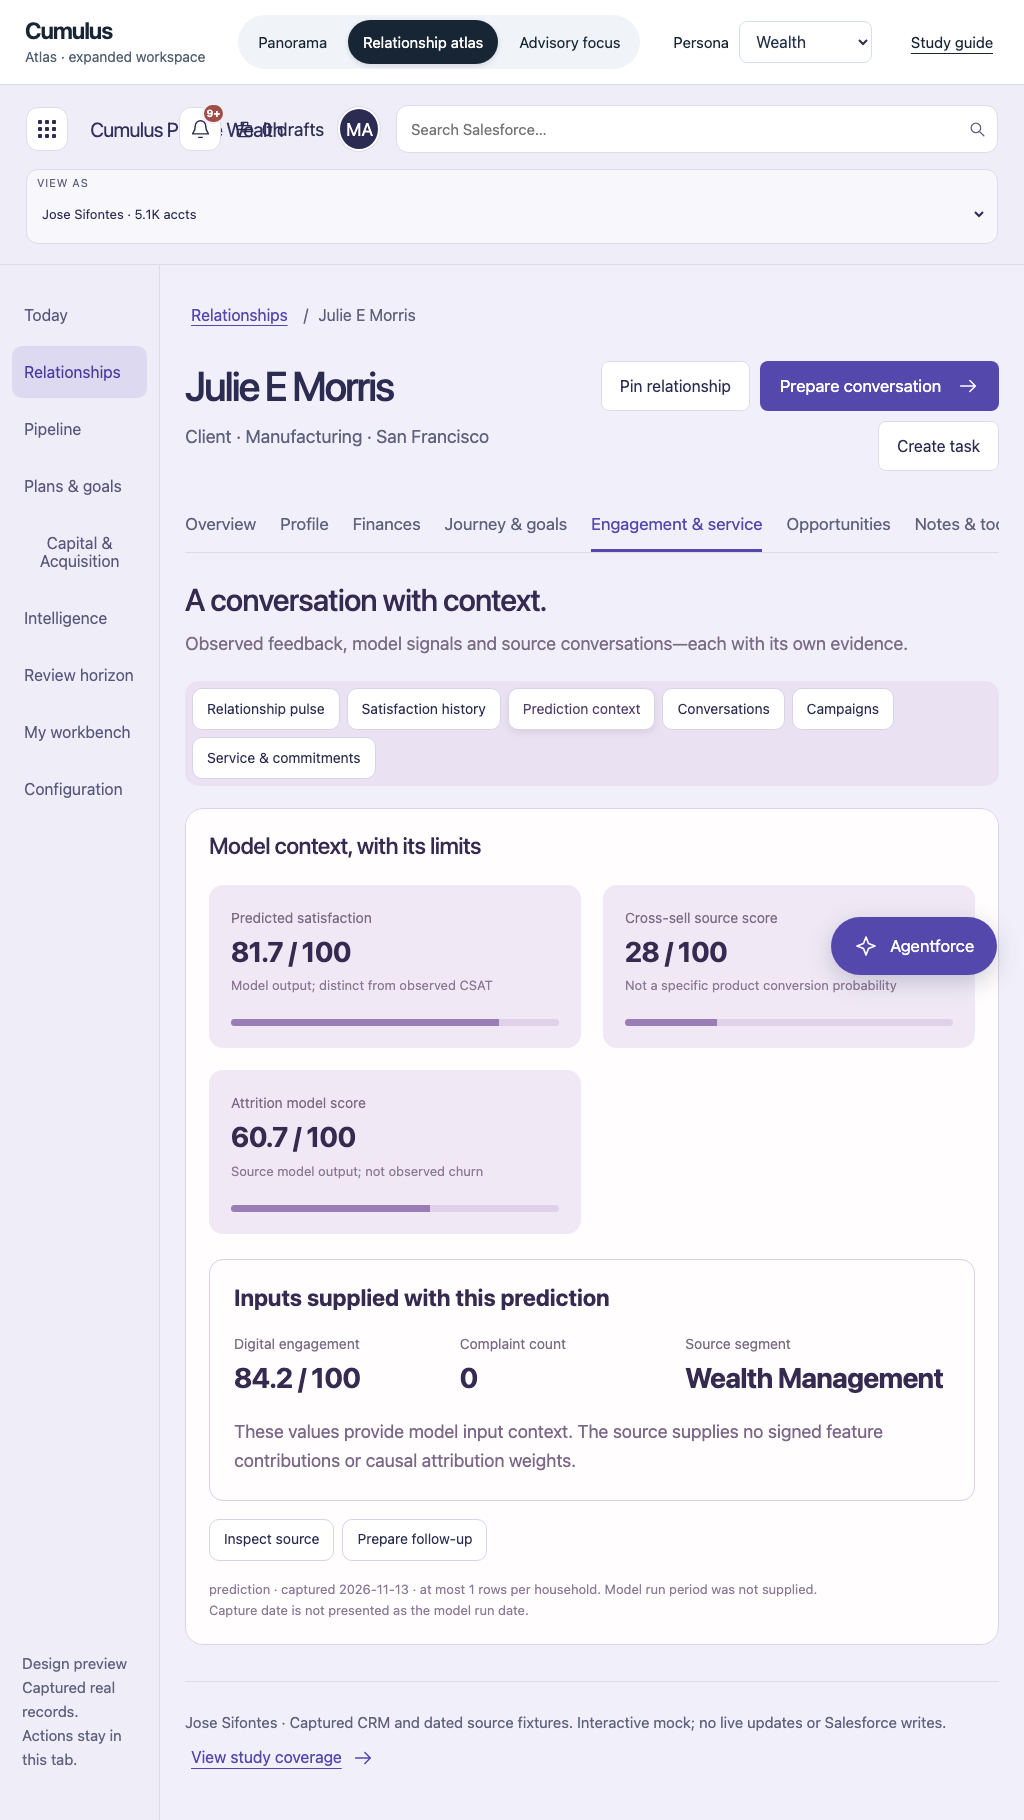 Cumulus
Atlas · expanded workspace
Panorama
Relationship atlas
Advisory focus
Persona
Wealth
Study guide
Cumulus P
Wealth
9+
drafts
MA
Search Salesforce...
VIEW AS
Jose Sifontes · 5.1K accts
Today
Relationships
Pipeline
Plans & goals
Capital &
Acquisition
Intelligence
Review horizon
My workbench
Configuration
Relationships / Julie E Morris
Julie E Morris
Client · Manufacturing · San Francisco
Pin relationship
Prepare conversation
Create task
Overview
Profile
Finances
Journey & goals
Engagement & service
Opportunities
Notes & too
A conversation with context.
Observed feedback, model signals and source conversations—each with its own evidence.
Relationship pulse
Satisfaction history
Prediction context
Conversations
Campaigns
Service & commitments
Model context, with its limits
Predicted satisfaction
81.7 / 100
Model output; distinct from observed CSAT
Cross-sell source score
28 / 100
Not a specific product conversion probability
Agentforce
Attrition model score
60.7 / 100
Source model output; not observed churn
Inputs supplied with this prediction
Digital engagement
84.2 / 100
Complaint count
0
Source segment
Wealth Management
These values provide model input context. The source supplies no signed feature
contributions or causal attribution weights.
Inspect source
Prepare follow-up
prediction · captured 2026-11-13 · at most 1 rows per household. Model run period was not supplied.
Capture date is not presented as the model run date.
Design preview
Captured real
records.
Actions stay in
this tab.
Jose Sifontes · Captured CRM and dated source fixtures. Interactive mock; no live updates or Salesforce writes.
View study coverage